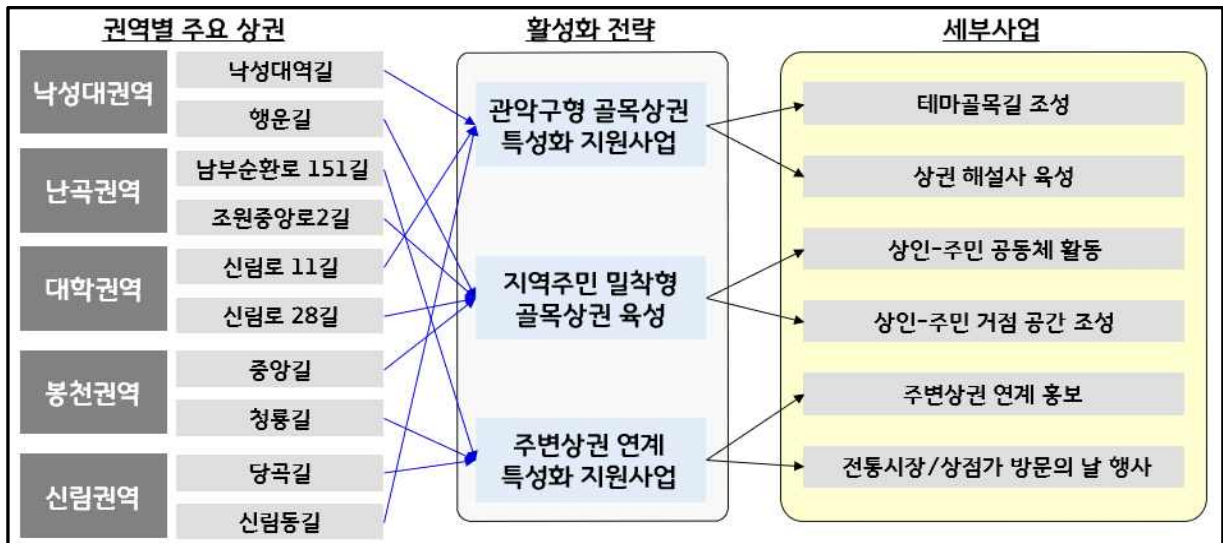 권역별 주요 상권
활성화 전략
세부사업
낙성대권역
낙성대역길
행운길
난곡권역
남부순환로 151길
조원중앙로2길
대학권역
신림로 11길
신림로 28길
봉천권역
중앙길
청룡길
신림권역
당곡길
신림동길
관악구형 골목상권
특성화 지원사업
지역주민 밀착형
골목상권 육성
주변상권 연계
특성화 지원사업
테마골목길 조성
상권 해설사 육성
상인-주민 공동체 활동
상인-주민 거점 공간 조성
주변상권 연계 홍보
전통시장/상점가 방문의 날 행사